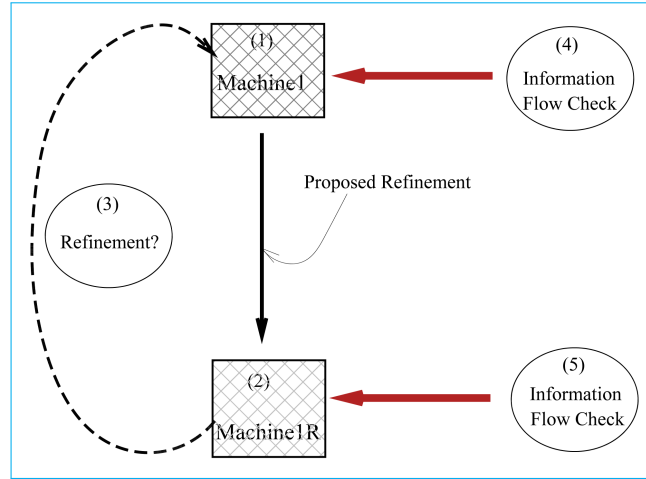 (1)
Machine1
(4)
Information
Flow Check
Proposed Refinement
(3)
Refinement?
(2)
Machine1R
(5)
Information
Flow Check